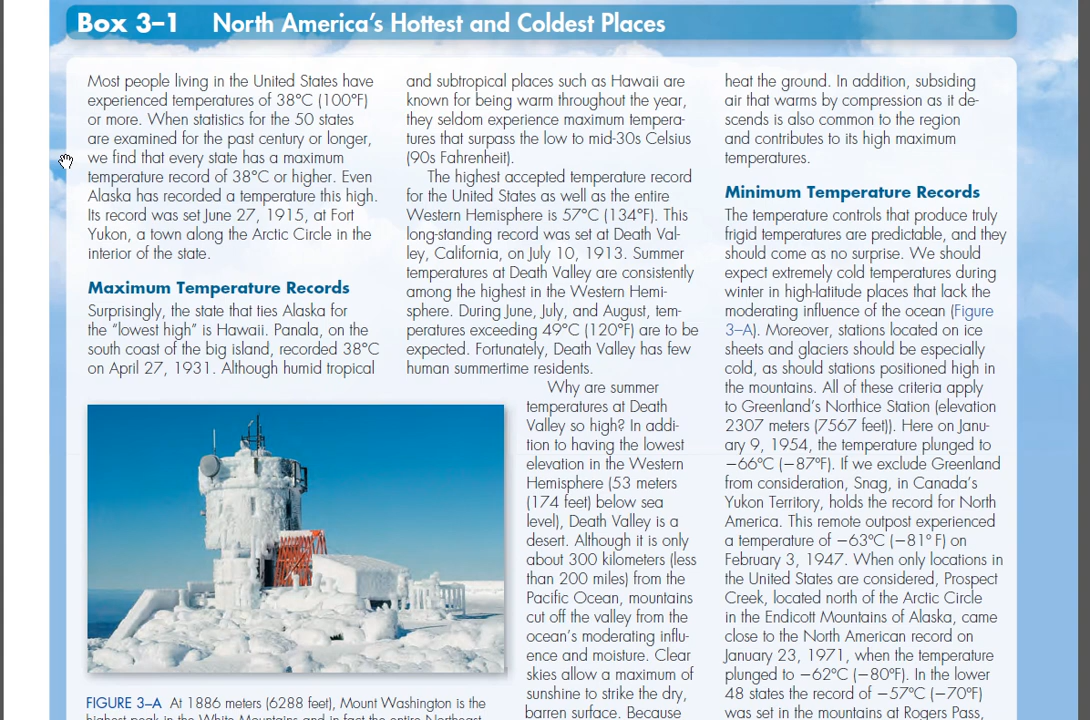 Box 3–1 North America's Hottest and Coldest Places
Most people living in the United States have
experienced temperatures of 38°C (100°F)
or more. When statistics for the 50 states
are examined for the past century or longer,
we find that every state has a maximum
temperature record of 38°C or higher. Even
Alaska has recorded a temperature this high.
Its record was set June 27, 1915, at Fort
Yukon, a town along the Arctic Circle in the
interior of the state.
Maximum Temperature Records
Surprisingly, the state that ties Alaska for
the “lowest high” is Hawaii. Panala, on the
south coast of the big island, recorded 38°C
on April 27, 1931. Although humid tropical
and subtropical places such as Hawaii are
known for being warm throughout the year,
they seldom experience maximum tempera-
tures that surpass the low to mid-30s Celsius
(90s Fahrenheit).
The highest accepted temperature record
for the United States as well as the entire
Western Hemisphere is 57°C (134°F). This
long-standing record was set at Death Val-
ley, California, on July 10, 1913. Summer
temperatures at Death Valley are consistently
among the highest in the Western Hemi-
sphere. During June, July, and August, tem-
peratures exceeding 49°C (120°F) are to be
expected. Fortunately, Death Valley has few
human summertime residents.
Why are summer
temperatures at Death
Valley so high? In addi-
tion to having the lowest
elevation in the Western
Hemisphere (53 meters
(174 feet) below sea
level), Death Valley is a
desert. Although it is only
about 300 kilometers (less
than 200 miles) from the
Pacific Ocean, mountains
cut off the valley from the
ocean's moderating influ-
ence and moisture. Clear
skies allow a maximum of
sunshine to strike the dry,
barren surface. Because
heat the ground. In addition, subsiding
air that warms by compression as it de-
scends is also common to the region
and contributes to its high maximum
temperatures.
Minimum Temperature Records
The temperature controls that produce truly
frigid temperatures are predictable, and they
should come as no surprise. We should
expect extremely cold temperatures during
winter in high-latitude places that lack the
moderating influence of the ocean (Figure
3–A). Moreover, stations located on ice
sheets and glaciers should be especially
cold, as should stations positioned high in
the mountains. All of these criteria apply
to Greenland's Northice Station (elevation
2307 meters (7567 feet)). Here on Janu-
ary 9, 1954, the temperature plunged to
−66°C (−87°F). If we exclude Greenland
from consideration, Snag, in Canada's
Yukon Territory, holds the record for North
America. This remote outpost experienced
a temperature of −63°C (−81° F) on
February 3, 1947. When only locations in
the United States are considered, Prospect
Creek, located north of the Arctic Circle
in the Endicott Mountains of Alaska, came
close to the North American record on
January 23, 1971, when the temperature
plunged to −62°C (−80°F). In the lower
48 states the record of −57°C (−70°F)
was set in the mountains at Rogers Pass,
FIGURE 3–A At 1886 meters (6288 feet), Mount Washington is the
highest peak in the White Mountains and in fact the entire Northeast.